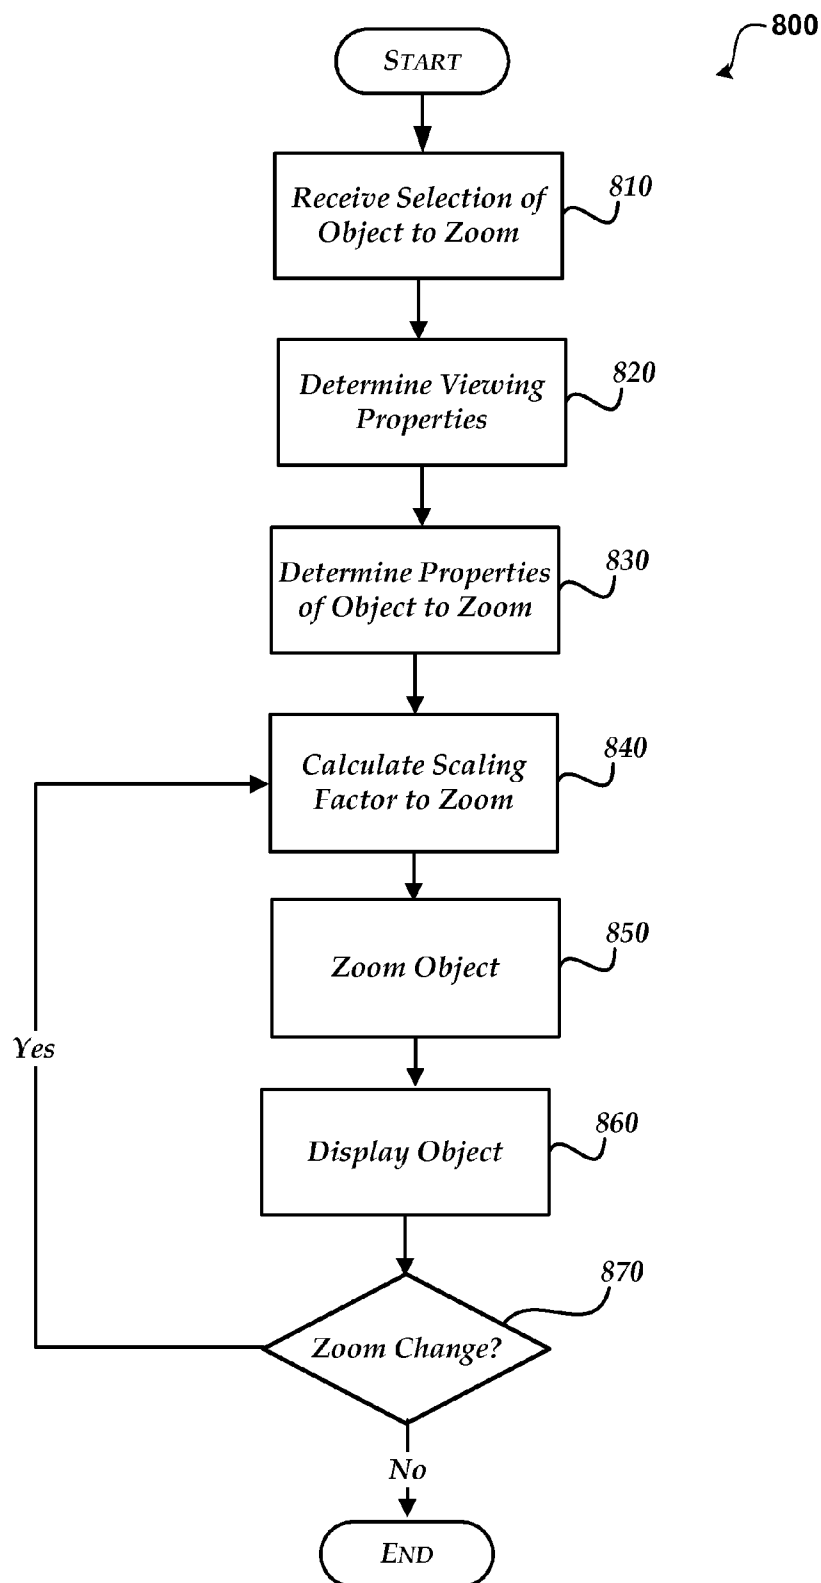 800
START
Receive Selection of
Object to Zoom
810
Determine Viewing
Properties
820
Determine Properties
of Object to Zoom
830
Calculate Scaling
Factor to Zoom
840
Zoom Object
850
Yes
Display Object
860
Zoom Change?
870
No
END